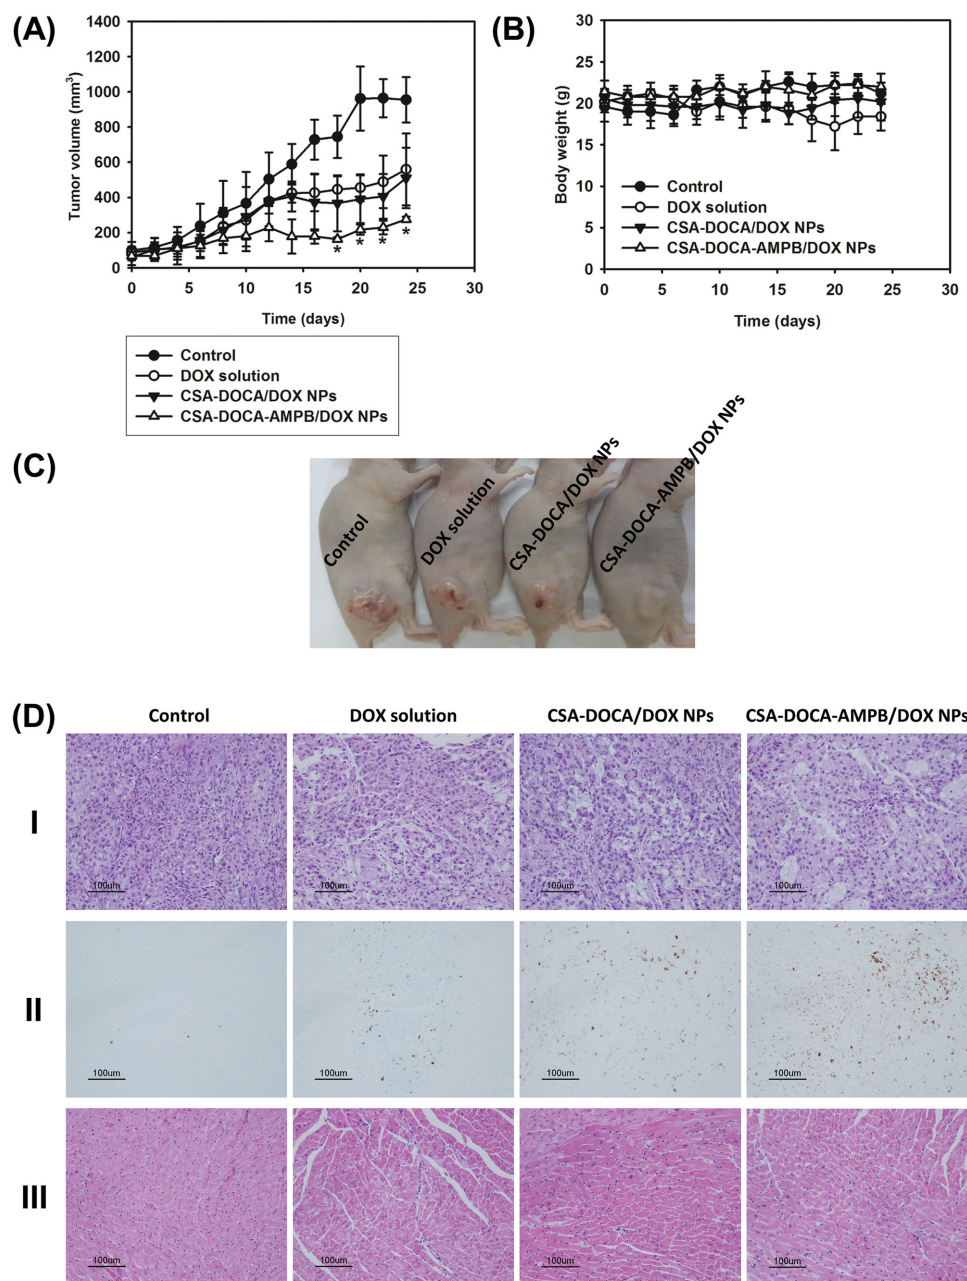 (A)
1400
1200
1000
800
600
400
200
0
Tumor volume (mm³)
0 5 10 15 20 25 30
Time (days)
* * * *
Control
DOX solution
CSA-DOCA/DOX NPs
CSA-DOCA-AMPB/DOX NPs
(B)
30
25
20
15
10
5
0
Body weight (g)
Control
DOX solution
CSA-DOCA/DOX NPs
CSA-DOCA-AMPB/DOX NPs
0 5 10 15 20 25 30
Time (days)
(C)
Control
DOX solution
CSA-DOCA/DOX NPs
CSA-DOCA-AMPB/DOX NPs
(D)
Control DOX solution CSA-DOCA/DOX NPs CSA-DOCA-AMPB/DOX NPs
I
100um 100um 100um 100um
II
100um 100um 100um 100um
III
100um 100um 100um 100um